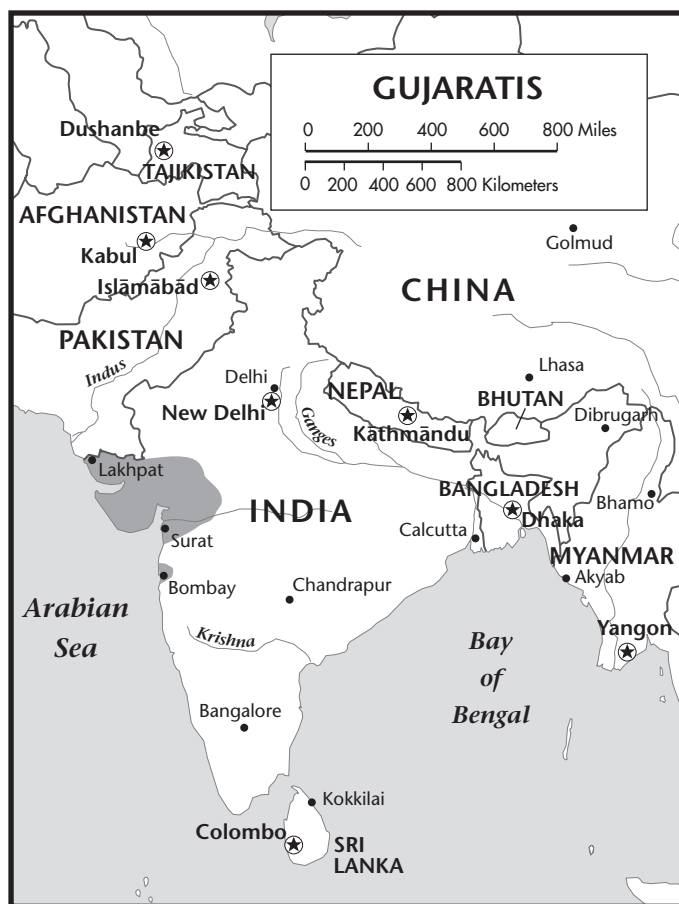 GUJARATIS
0 200 400 600 800 Miles
0 200 400 600 800 Kilometers
Dushanbe
TAJIKISTAN
AFGHANISTAN
Kabul
Golmud
Islāmābād
CHINA
PAKISTAN
Indus
Delhi
New Delhi
Ganges
NEPAL
Kāthmāndu
Lhasa
BHUTAN
Dibrugarh
Lakhpat
INDIA
BANGLADESH
Dhaka
Bhamo
Surat
Calcutta
MYANMAR
Bombay
Chandrapur
Akyab
Arabian
Sea
Krishna
Bay
of
Bengal
Yangon
Bangalore
Kokkilai
Colombo
SRI
LANKA